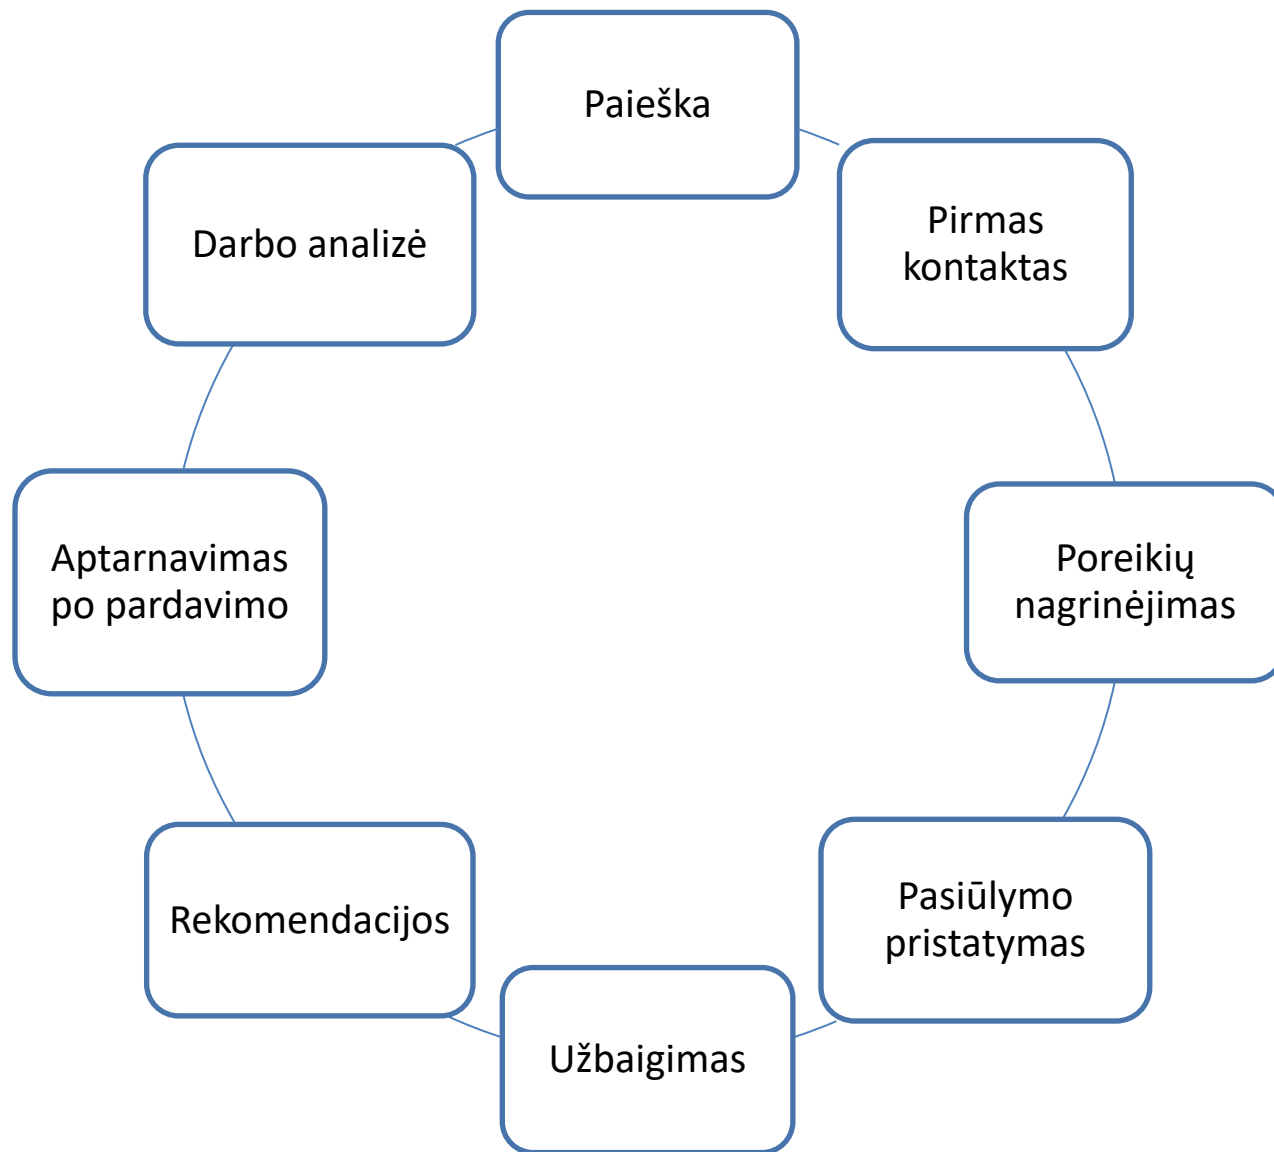 Paieška
Pirmas
kontaktas
Poreikių
nagrinėjimas
Pasiūlymo
pristatymas
Užbaigimas
Rekomendacijos
Aptarnavimas
po pardavimo
Darbo analizė